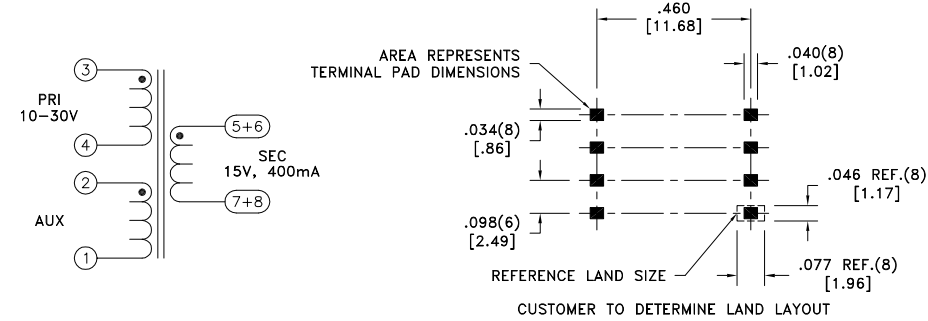 3
PRI
10–30V
4
2
AUX
1
5+6
SEC
15V, 400mA
7+8
.460
[11.68]
AREA REPRESENTS
TERMINAL PAD DIMENSIONS
.040(8)
[1.02]
.034(8)
[.86]
.046 REF.(8)
[1.17]
.098(6)
[2.49]
REFERENCE LAND SIZE
.077 REF.(8)
[1.96]
CUSTOMER TO DETERMINE LAND LAYOUT